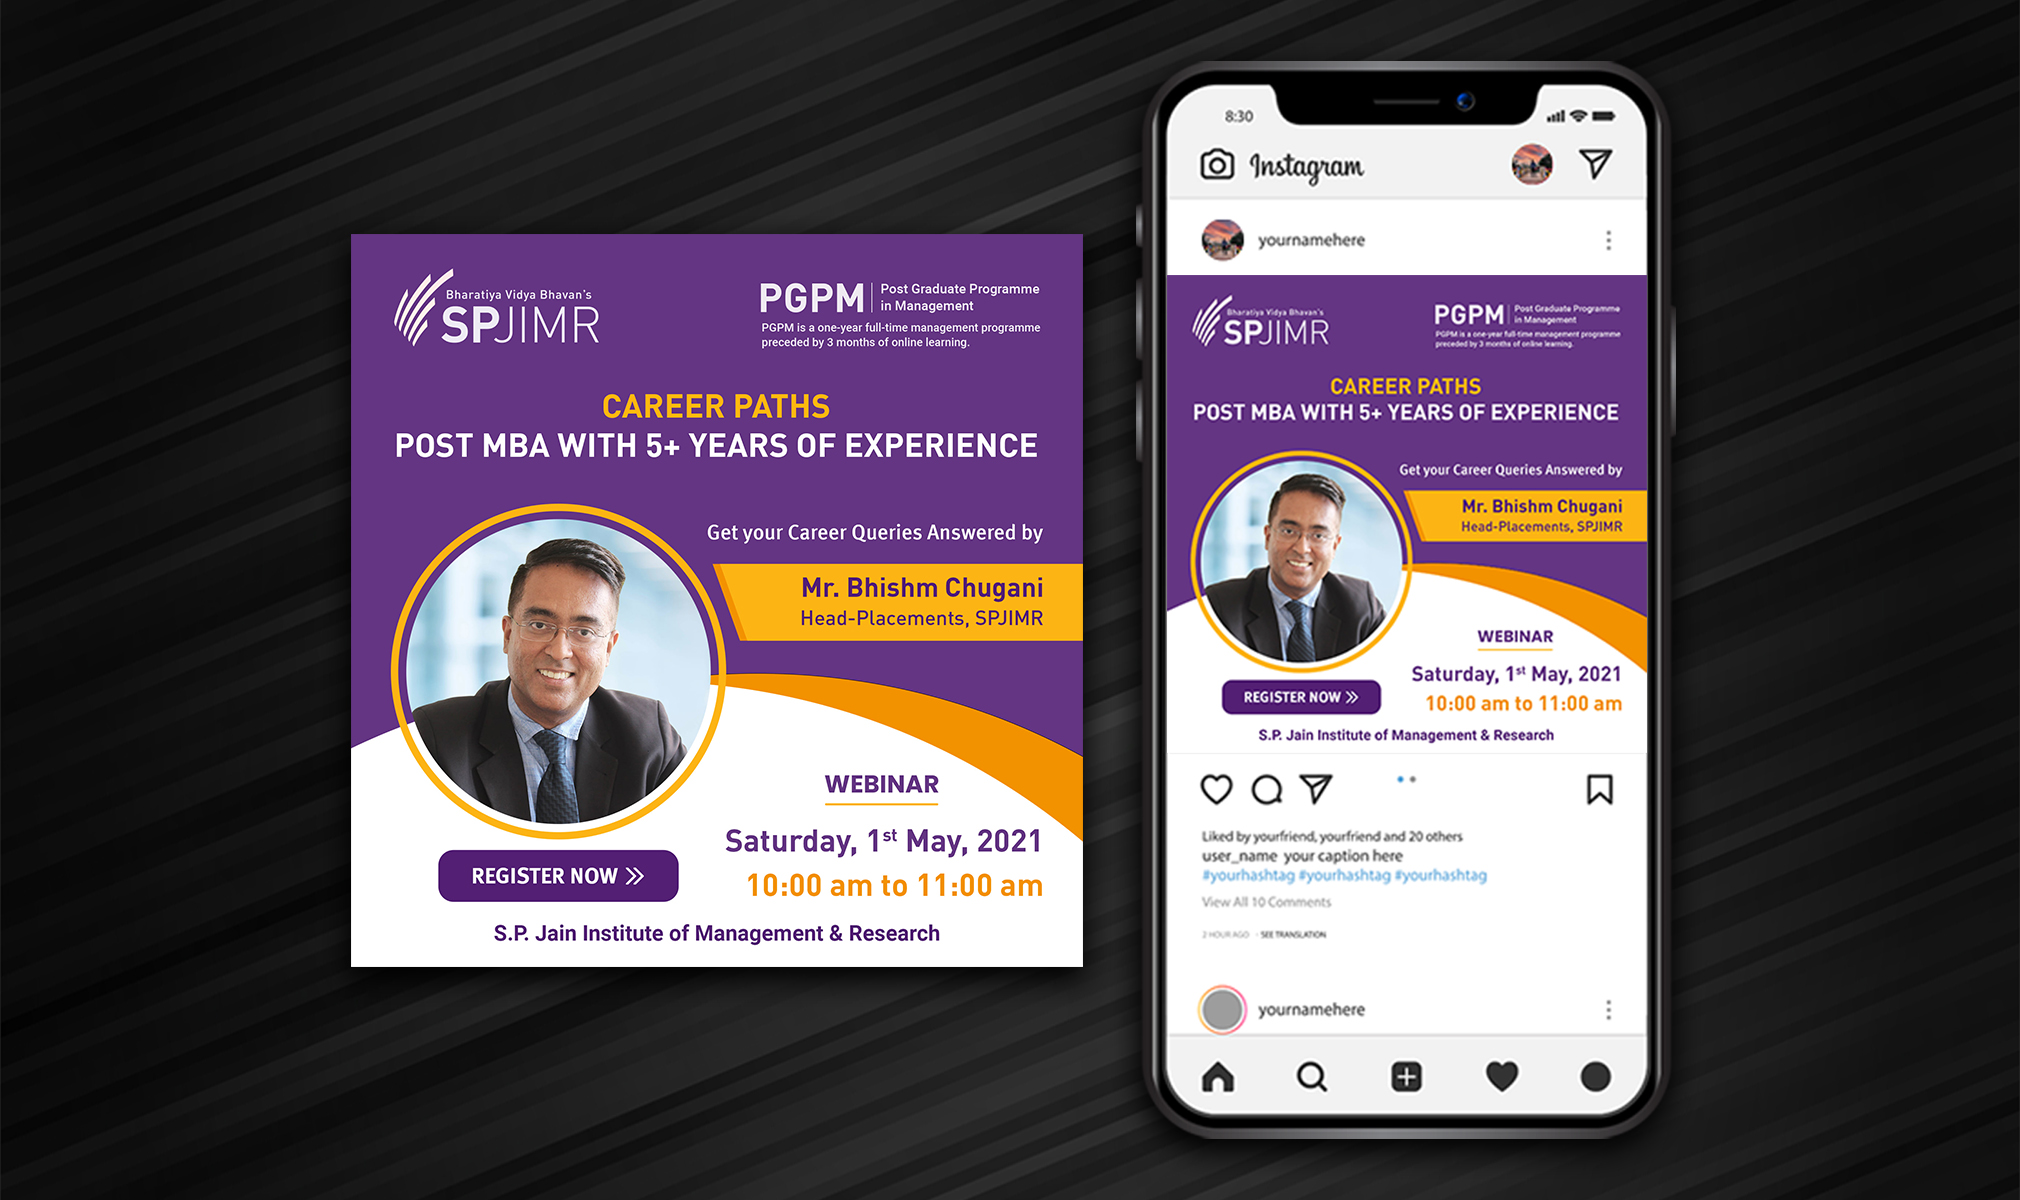 Bharatiya Vidya Bhavan's
SPJIMR
PGPM
Post Graduate Programme
in Management
PGPM is a one-year full-time management programme
preceded by 3 months of online learning.
CAREER PATHS
POST MBA WITH 5+ YEARS OF EXPERIENCE
Get your Career Queries Answered by
Mr. Bhishm Chugani
Head-Placements, SPJIMR
WEBINAR
Saturday, 1st May, 2021
10:00 am to 11:00 am
REGISTER NOW
S.P. Jain Institute of Management & Research
8:30
Instagram
yournamehere
Bharatiya Vidya Bhavan's
SPJIMR
PGPM
Post Graduate Programme
in Management
PGPM is a one-year full-time management programme
preceded by 3 months of online learning.
CAREER PATHS
POST MBA WITH 5+ YEARS OF EXPERIENCE
Get your Career Queries Answered by
Mr. Bhishm Chugani
Head-Placements, SPJIMR
WEBINAR
Saturday, 1st May, 2021
10:00 am to 11:00 am
REGISTER NOW
S.P. Jain Institute of Management & Research
Liked by yourfriend, yourfriend and 20 others
user_name your caption here
#yourhashtag #yourhashtag #yourhashtag
View All 10 Comments
2 HOUR AGO - SEE TRANSLATION
yournamehere